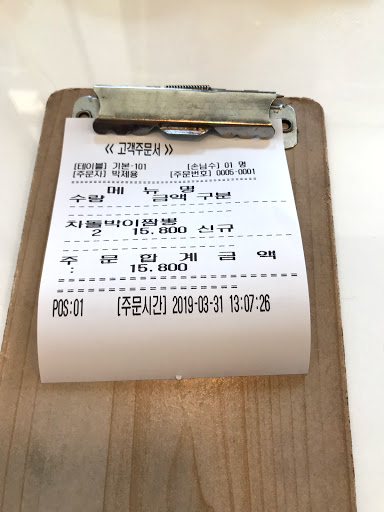 《 고객주문서 》
[테이블] 기본-101 [손님수] 01 명
[주문자] 박제용 [주문번호] 0005-0001
메 뉴 명
수량 금액 구분
차돌박이짬뽕
2 15,800 신규
주 문 합 계 금 액
: 15,800
POS:01 [주문시간] 2019-03-31 13:07:26